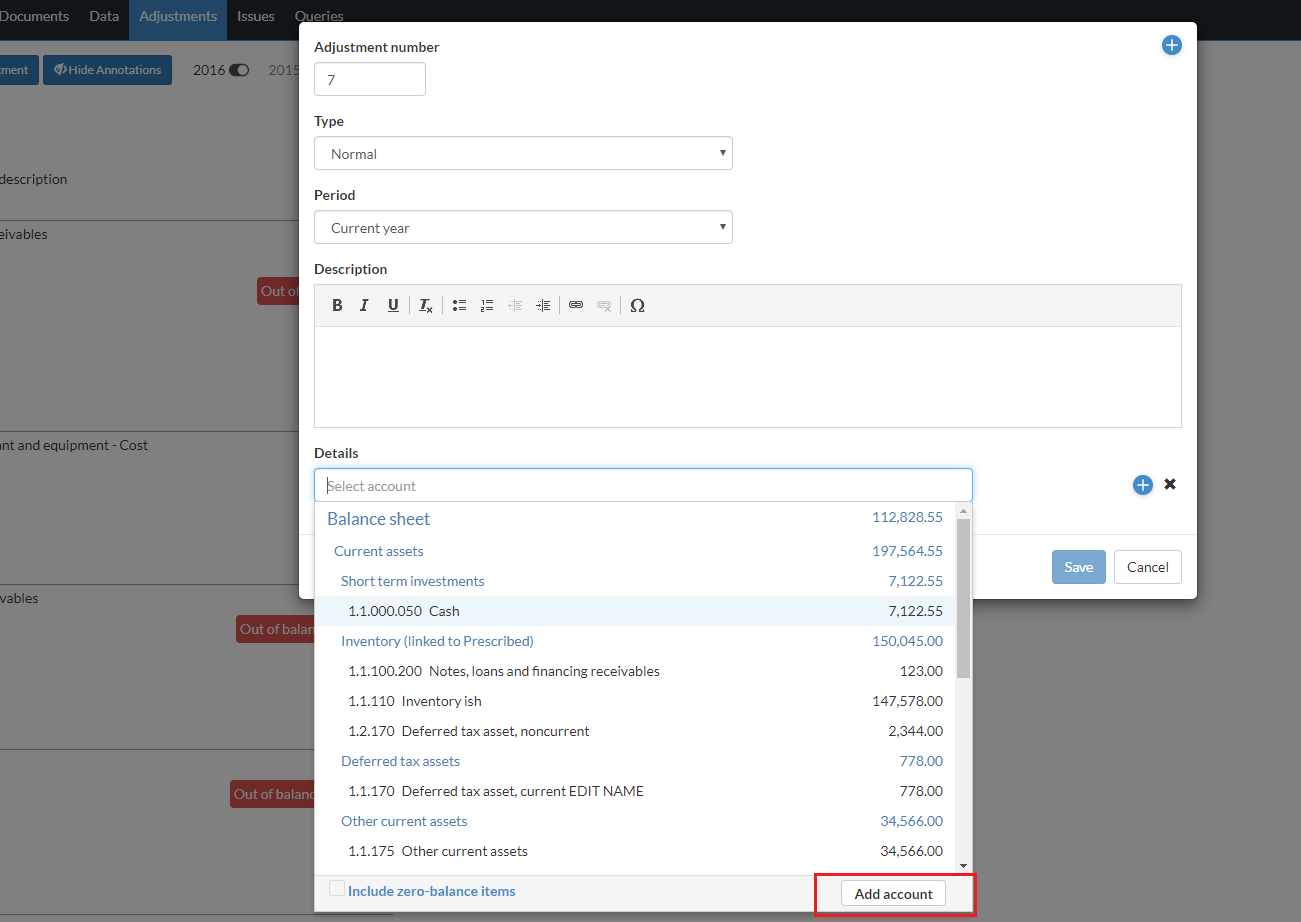 Documents Data Adjustments Issues Queries
Hide Annotations 2016 2015
description
Adjustment number
7
Type
Normal
Period
Current year
Description
B I U Tx Ω
Details
Select account
Balance sheet 112,828.55
Current assets 197,564.55
Short term investments 7,122.55
1.1.000.050 Cash 7,122.55
Inventory (linked to Prescribed) 150,045.00
1.1.100.200 Notes, loans and financing receivables 123.00
1.1.110 Inventory ish 147,578.00
1.2.170 Deferred tax asset, noncurrent 2,344.00
Deferred tax assets 778.00
1.1.170 Deferred tax asset, current EDIT NAME 778.00
Other current assets 34,566.00
1.1.175 Other current assets 34,566.00
Include zero-balance items
Add account
Save Cancel
eivables
Out of
nt and equipment - Cost
vables
Out of balan
Out of balanc